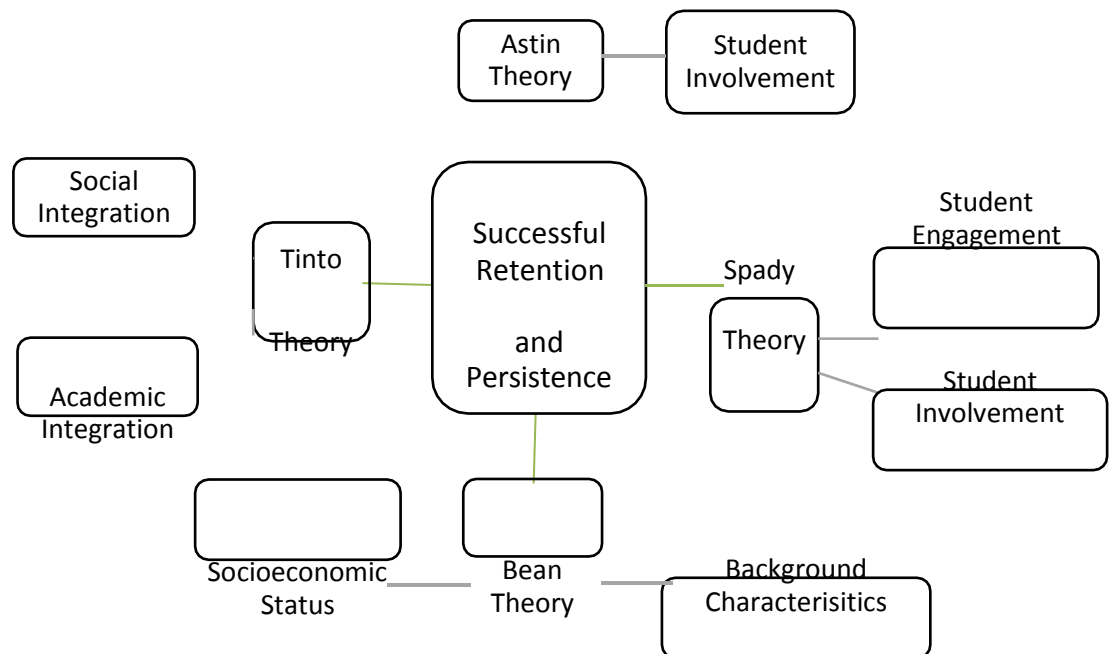 Astin
Theory
Student
Involvement
Social
Integration
Tinto
Theory
Successful
Retention
and
Persistence
Spady
Theory
Student
Engagement
Academic
Integration
Student
Involvement
Socioeconomic
Status
Bean
Theory
Background
Characterisitics